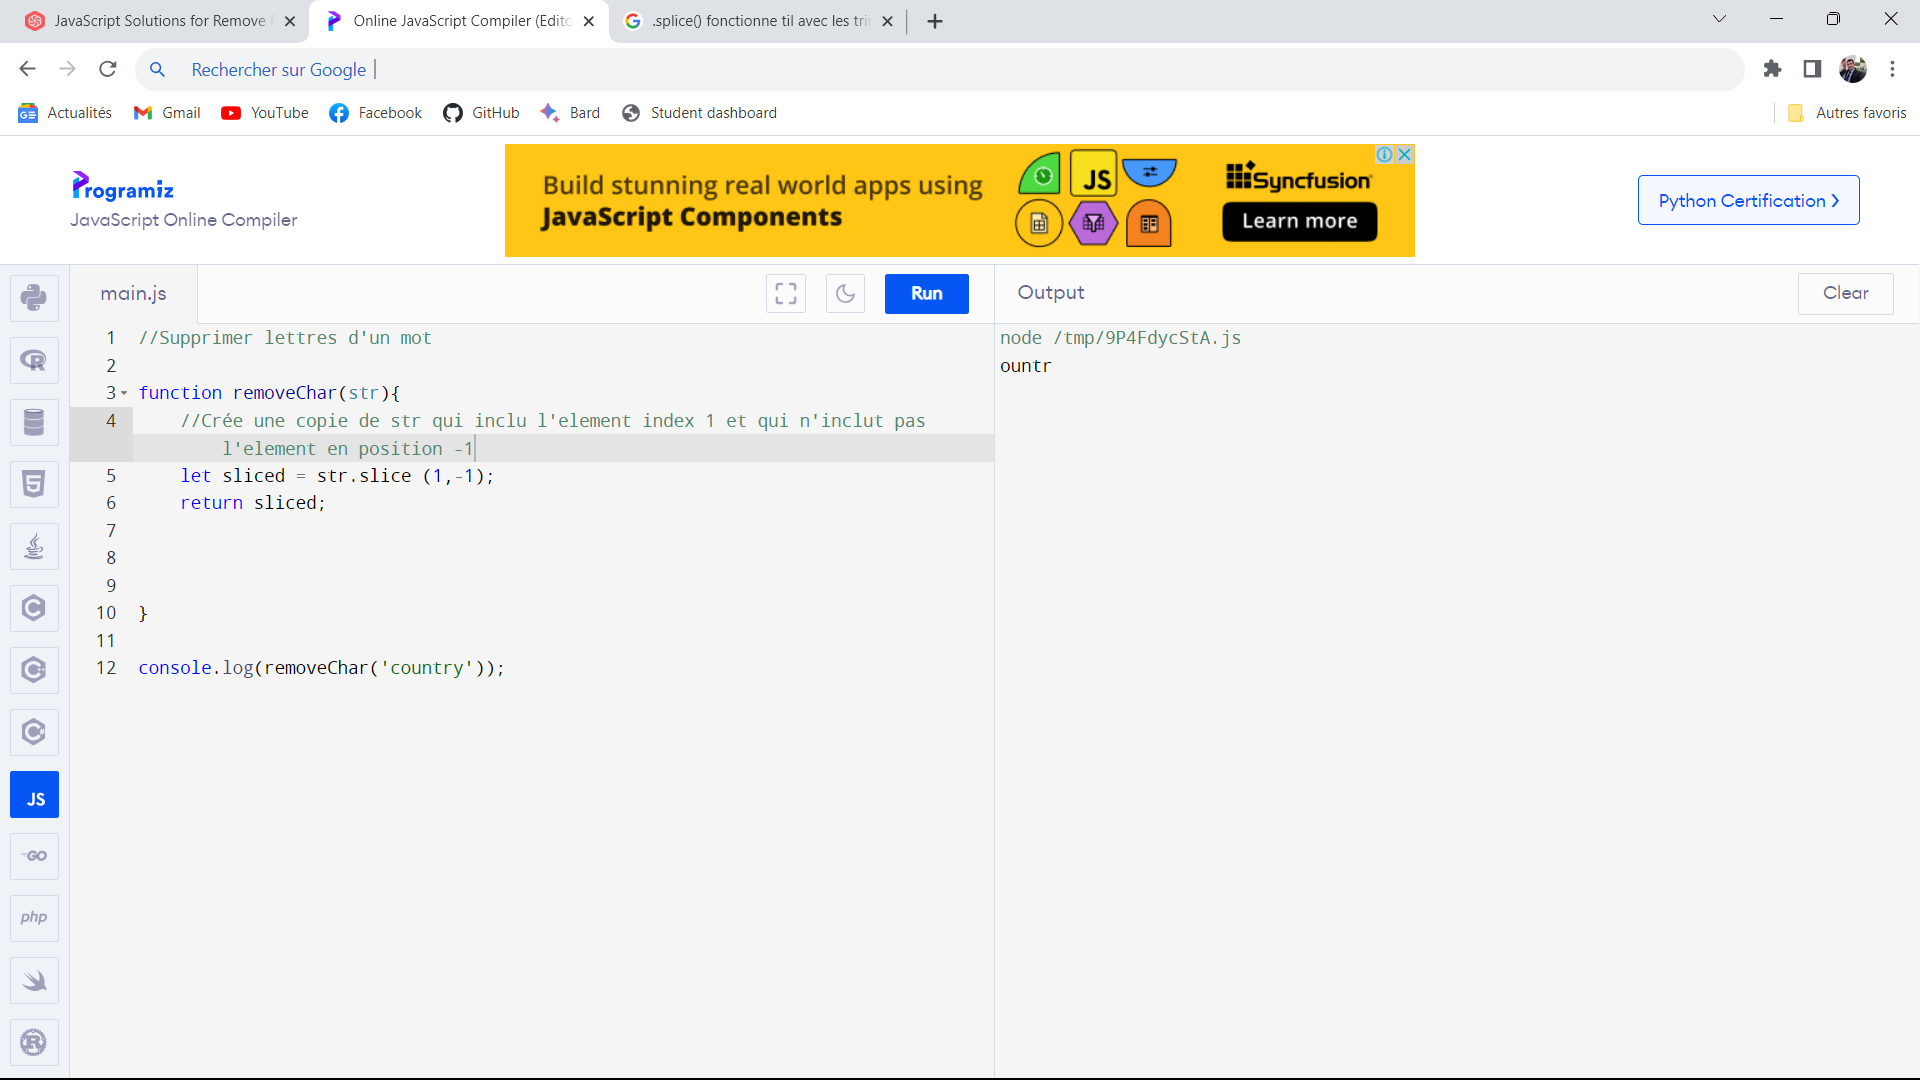 JavaScript Solutions for Remove
Online JavaScript Compiler (Edito
.splice() fonctionne til avec les tri
Rechercher sur Google
Actualités
Gmail
YouTube
Facebook
GitHub
Bard
Student dashboard
Autres favoris
Programiz
JavaScript Online Compiler
Build stunning real world apps using
JavaScript Components
JS
Syncfusion
Learn more
Python Certification
main.js
Run
Output
Clear
1 //Supprimer lettres d'un mot
2
3 function removeChar(str){
4 //Crée une copie de str qui inclu l'element index 1 et qui n'inclut pas
l'element en position -1
5 let sliced = str.slice (1,-1);
6 return sliced;
7
8
9
10 }
11
12 console.log(removeChar('country'));
node /tmp/9P4FdycStA.js
ountr
JS
GO
php